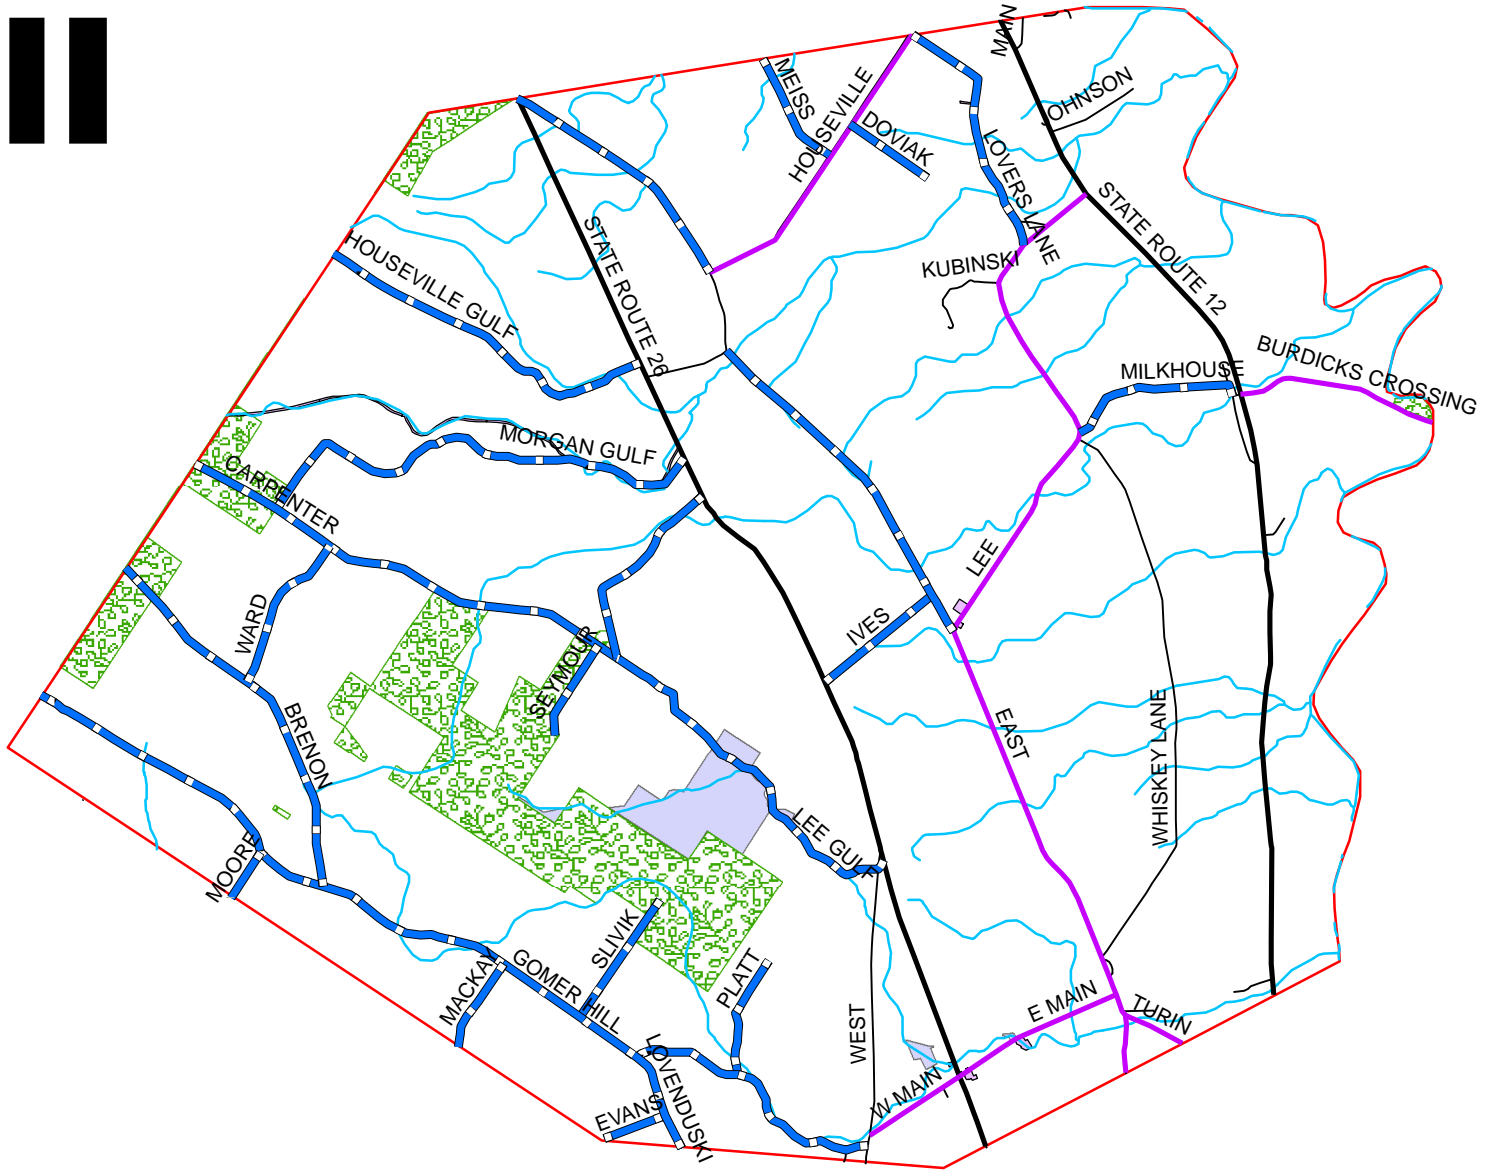 MAIN
MEISS
HOUSEVILLE
OHNSON
DOVIAK
LOVERS LANE
STATE ROUTE 12
KUBINSKI
STATE ROUTE 26
HOUSEVILLE GULF
MILKHOUSE
BURDICKS CROSSING
MORGAN GULF
CARPENTER
LEE
WARD
IVES
SEYMOUR
BRENON
EAST
WHISKEY LANE
LEE GULF
MOORE
SLIVIK
GOMER HILL
MACKAY
PLATT
E MAIN
TURIN
WEST
LOVENDUSKI
W MAIN
EVANS